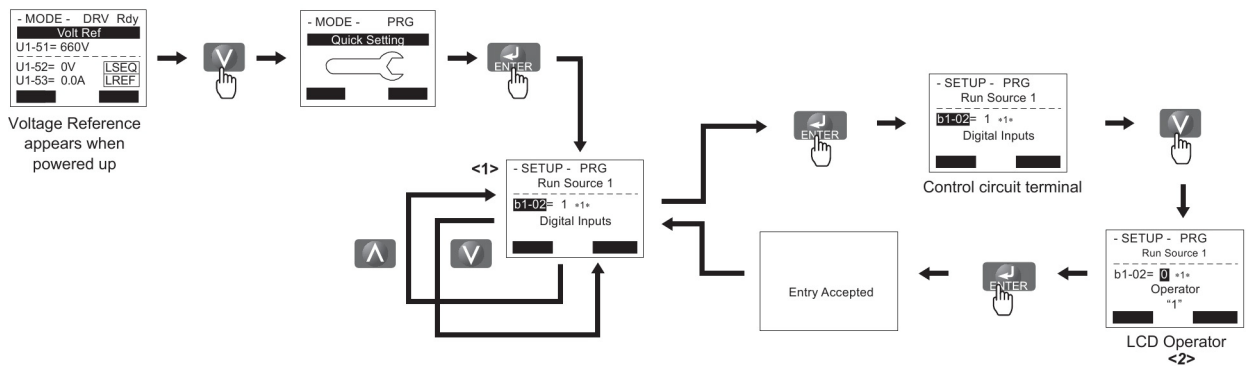 - MODE - DRV Rdy
Volt Ref
U1-51= 660V
U1-52= 0V LSEQ
U1-53= 0.0A LREF
Voltage Reference
appears when
powered up
- MODE - PRG
Quick Setting
ENTER
<1>
- SETUP - PRG
Run Source 1
b1-02= 1 *1*
Digital Inputs
ENTER
- SETUP - PRG
Run Source 1
b1-02= 1 *1*
Digital Inputs
Control circuit terminal
- SETUP - PRG
Run Source 1
b1-02= 0 *1*
Operator
“1”
LCD Operator
<2>
ENTER
Entry Accepted